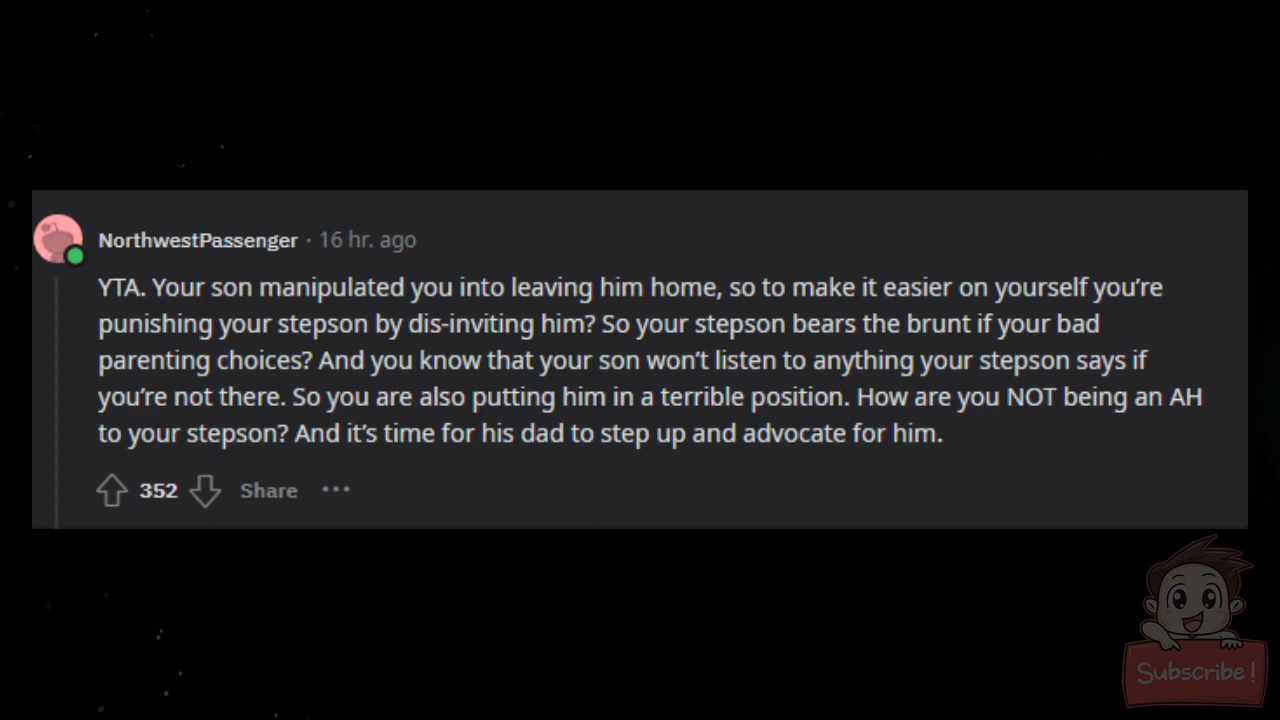 NorthwestPassenger · 16 hr. ago
YTA. Your son manipulated you into leaving him home, so to make it easier on yourself you’re
punishing your stepson by dis-inviting him? So your stepson bears the brunt if your bad
parenting choices? And you know that your son won’t listen to anything your stepson says if
you’re not there. So you are also putting him in a terrible position. How are you NOT being an AH
to your stepson? And it’s time for his dad to step up and advocate for him.
352 Share ···
Subscribe!